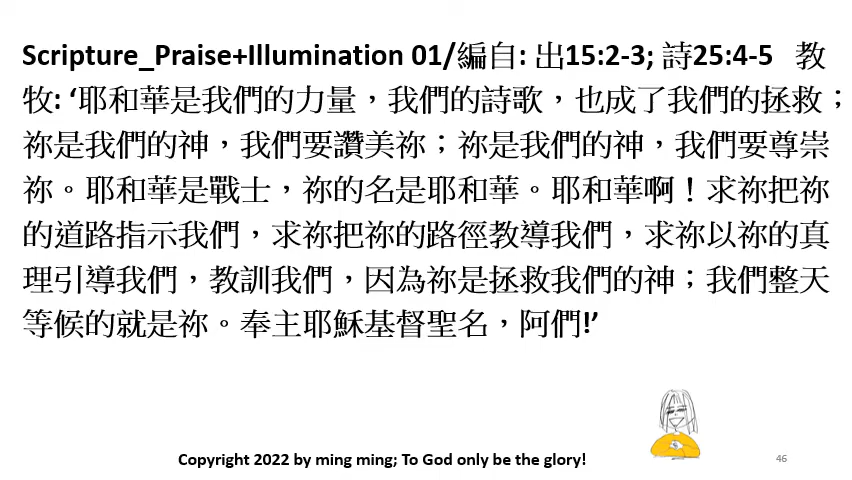 Scripture_Praise+Illumination 01/編自: 出15:2-3; 詩25:4-5 教
牧: ‘耶和華是我們的力量，我們的詩歌，也成了我們的拯救；
祢是我們的神，我們要讚美祢；祢是我們的神，我們要尊崇
祢。耶和華是戰士，祢的名是耶和華。耶和華啊！求祢把祢
的道路指示我們，求祢把祢的路徑教導我們，求祢以祢的真
理引導我們，教訓我們，因為祢是拯救我們的神；我們整天
等候的就是祢。奉主耶穌基督聖名，阿們!’
Copyright 2022 by ming ming; To God only be the glory!
46